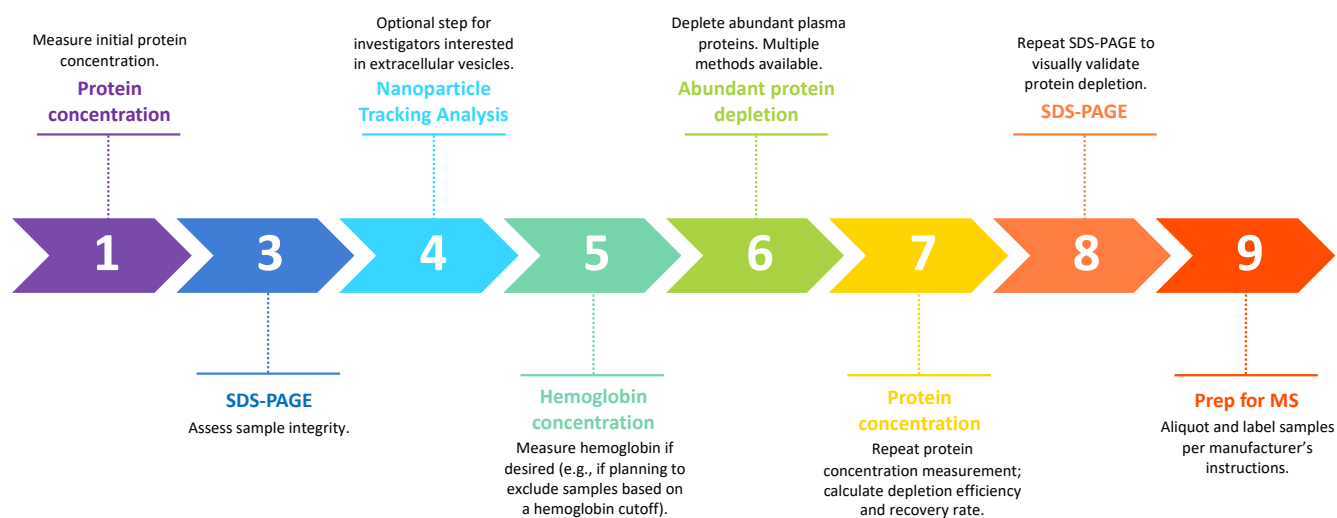 Measure initial protein
concentration.
Protein
concentration
1
3
SDS-PAGE
Assess sample integrity.
Optional step for
investigators interested
in extracellular vesicles.
Nanoparticle
Tracking Analysis
4
5
Hemoglobin
concentration
Measure hemoglobin if
desired (e.g., if planning to
exclude samples based on
a hemoglobin cutoff).
Deplete abundant plasma
proteins. Multiple
methods available.
Abundant protein
depletion
6
7
Protein
concentration
Repeat protein
concentration measurement;
calculate depletion efficiency
and recovery rate.
Repeat SDS-PAGE to
visually validate
protein depletion.
SDS-PAGE
8
9
Prep for MS
Aliquot and label samples
per manufacturer’s
instructions.